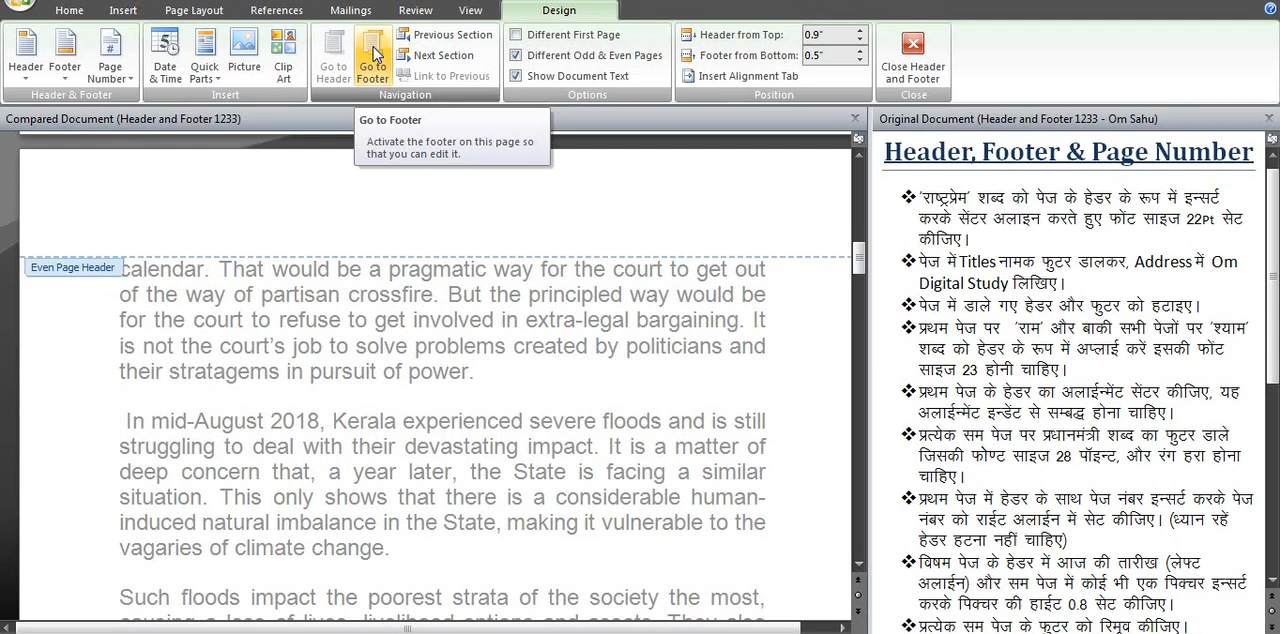 Home Insert Page Layout References Mailings Review View Design
Header Footer Page Number
Header & Footer
Date & Time Quick Parts Picture Clip Art
Insert
Go to Header Go to Footer
Previous Section
Next Section
Link to Previous
Navigation
Different First Page
Different Odd & Even Pages
Show Document Text
Options
Header from Top: 0.9"
Footer from Bottom: 0.5"
Insert Alignment Tab
Position
Close Header and Footer
Close
Compared Document (Header and Footer 1233)
Go to Footer
Activate the footer on this page so
that you can edit it.
Even Page Header
calendar. That would be a pragmatic way for the court to get out
of the way of partisan crossfire. But the principled way would be
for the court to refuse to get involved in extra-legal bargaining. It
is not the court's job to solve problems created by politicians and
their stratagems in pursuit of power.
In mid-August 2018, Kerala experienced severe floods and is still
struggling to deal with their devastating impact. It is a matter of
deep concern that, a year later, the State is facing a similar
situation. This only shows that there is a considerable human-
induced natural imbalance in the State, making it vulnerable to the
vagaries of climate change.
Such floods impact the poorest strata of the society the most,
causing a loss of lives, livelihood options and assets. They also
Original Document (Header and Footer 1233 - Om Sahu)
Header, Footer & Page Number
❖'राष्ट्रप्रेम' शब्द को पेज के हेडर के रूप में इन्सर्ट
करके सेंटर अलाइन करते हुए फोंट साइज 22Pt सेट
कीजिए।
❖पेज में Titles नामक फुटर डालकर, Address में Om
Digital Study लिखिए।
❖पेज में डाले गए हेडर और फुटर को हटाइए।
❖प्रथम पेज पर 'राम' और बाकी सभी पेजों पर 'श्याम'
शब्द को हेडर के रूप में अप्लाई करें इसकी फोंट
साइज 23 होनी चाहिए।
❖प्रथम पेज के हेडर का अलाईन्मेंट सेंटर कीजिए, यह
अलाईन्मेंट इन्डेंट से सम्बद्ध होना चाहिए।
❖प्रत्येक सम पेज पर प्रधानमंत्री शब्द का फुटर डाले
जिसकी फोण्ट साइज 28 पॉइन्ट, और रंग हरा होना
चाहिए।
❖प्रथम पेज में हेडर के साथ पेज नंबर इन्सर्ट करके पेज
नंबर को राईट अलाईन में सेट कीजिए। (ध्यान रहें
हेडर हटना नहीं चाहिए)
❖विषम पेज के हेडर में आज की तारीख (लेफ्ट
अलाईन) और सम पेज में कोई भी एक पिक्चर इन्सर्ट
करके पिक्चर की हाईट 0.8 सेट कीजिए।
❖प्रत्येक सम पेज के फुटर को रिमूव कीजिए।